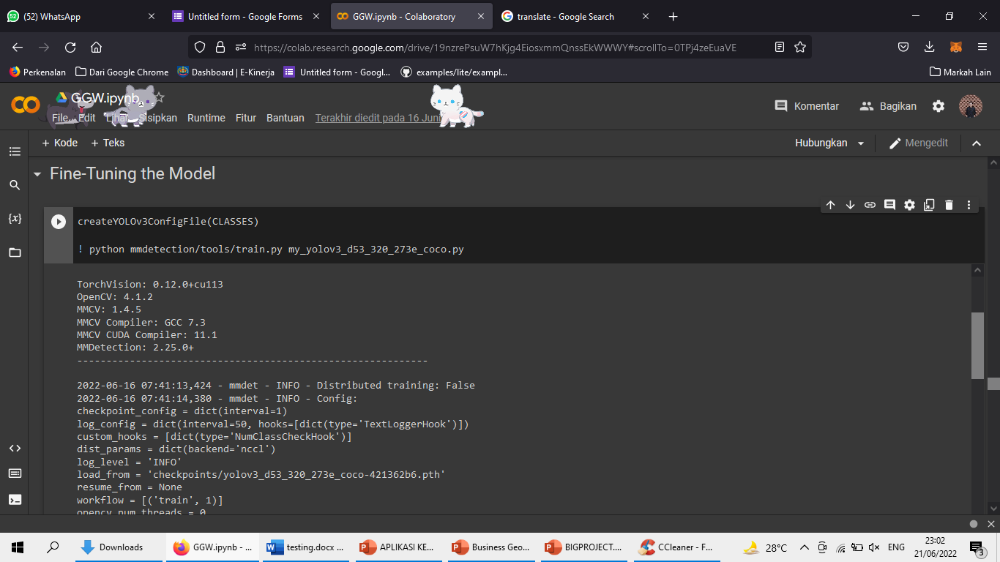 (52) WhatsApp
Untitled form - Google Forms
GGW.ipynb - Colaboratory
translate - Google Search
https://colab.research.google.com/drive/19nzrePsuW7hKjg4EiosxmmQnssEkWWWY#scrollTo=0TPj4zeEuaVE
Perkenalan
Dari Google Chrome
Dashboard | E-Kinerja
Untitled form - Googl...
examples/lite/exampl...
Markah Lain
GGW.ipynb
File Edit Lihat Sisipkan Runtime Fitur Bantuan Terakhir diedit pada 16 Juni
Komentar
Bagikan
+ Kode + Teks
Hubungkan
Mengedit
Fine-Tuning the Model
createYOLOv3ConfigFile(CLASSES)
! python mmdetection/tools/train.py my_yolov3_d53_320_273e_coco.py
TorchVision: 0.12.0+cu113
OpenCV: 4.1.2
MMCV: 1.4.5
MMCV Compiler: GCC 7.3
MMCV CUDA Compiler: 11.1
MMDetection: 2.25.0+
------------------------------------------------------------
2022-06-16 07:41:13,424 - mmdet - INFO - Distributed training: False
2022-06-16 07:41:14,380 - mmdet - INFO - Config:
checkpoint_config = dict(interval=1)
log_config = dict(interval=50, hooks=[dict(type='TextLoggerHook')])
custom_hooks = [dict(type='NumClassCheckHook')]
dist_params = dict(backend='nccl')
log_level = 'INFO'
load_from = 'checkpoints/yolov3_d53_320_273e_coco-421362b6.pth'
resume_from = None
workflow = [('train', 1)]
opencv_num_threads = 0
Downloads
GGW.ipynb - ...
testing.docx ...
APLIKASI KE...
Business Geo...
BIGPROJECT....
CCleaner - F...
28°C
ENG
23:02
21/06/2022
3